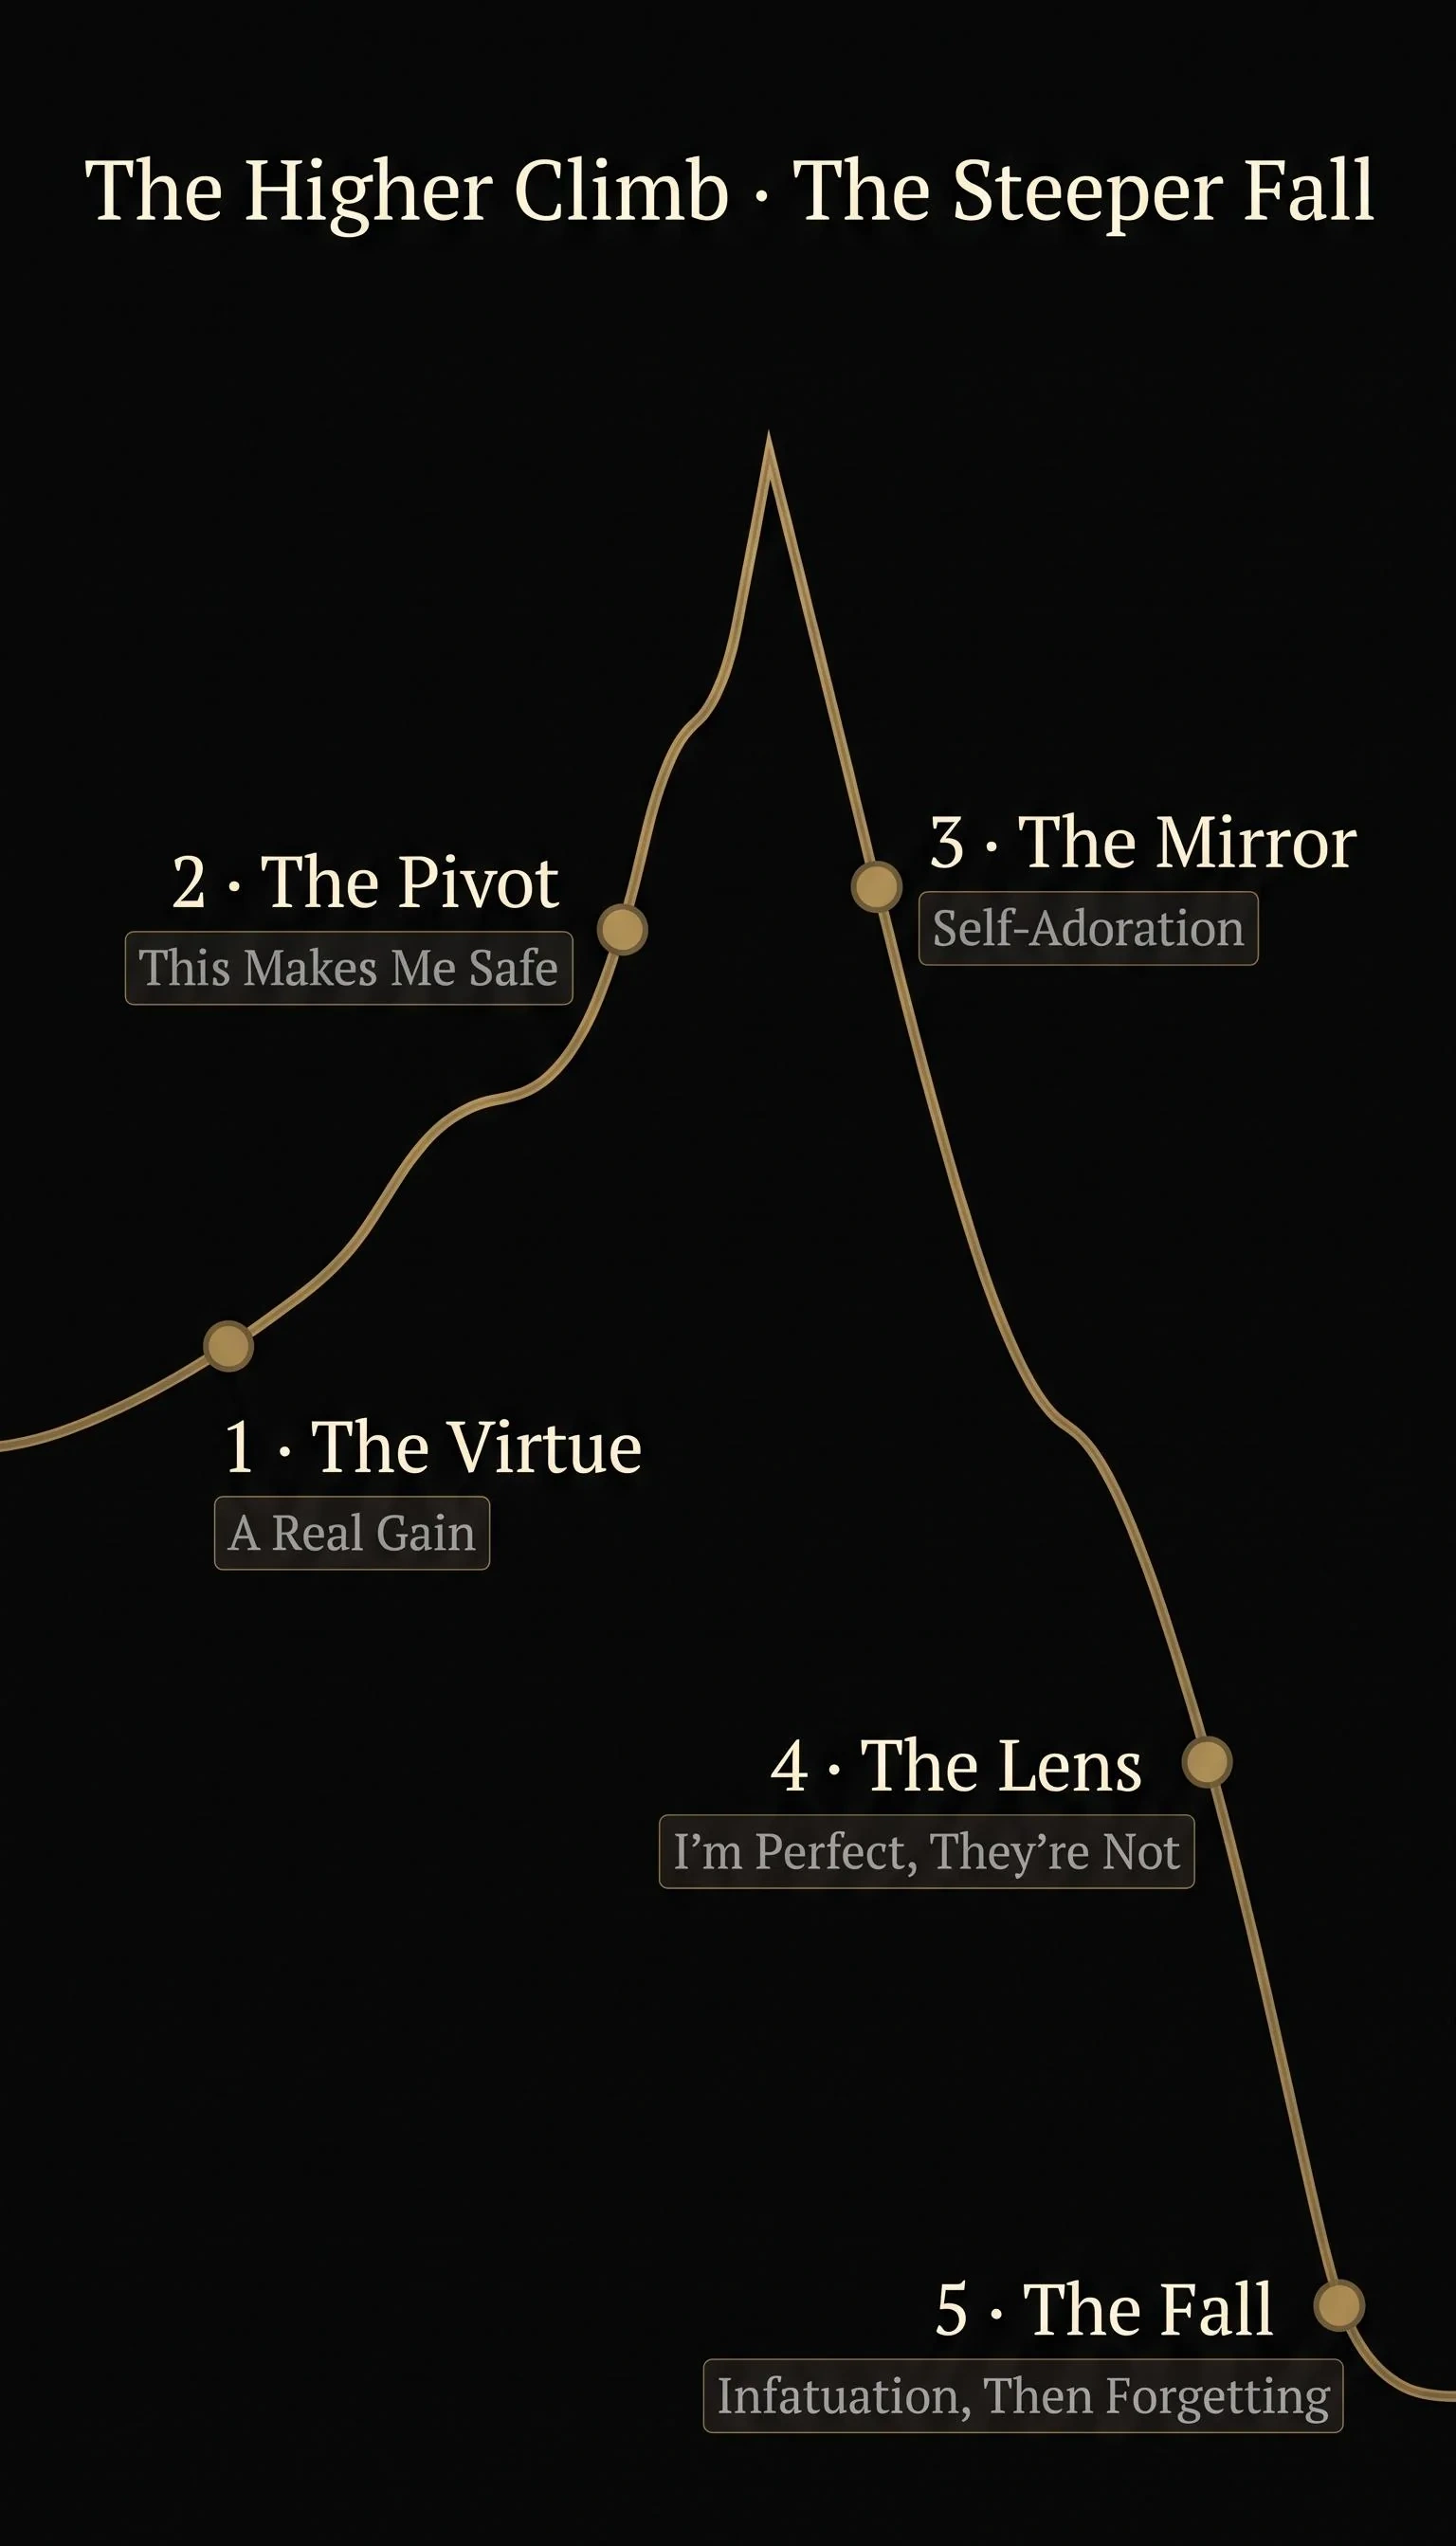 The Higher Climb · The Steeper Fall
1 · The Virtue
A Real Gain
2 · The Pivot
This Makes Me Safe
3 · The Mirror
Self-Adoration
4 · The Lens
I’m Perfect, They’re Not
5 · The Fall
Infatuation, Then Forgetting